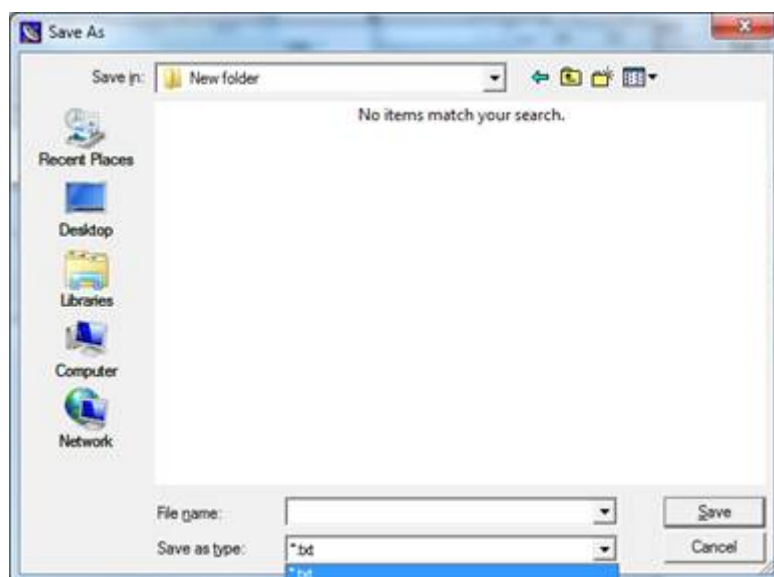 Save As
Save in:
New folder
No items match your search.
Recent Places
Desktop
Libraries
Computer
Network
File name:
Save
Save as type:
*.txt
Cancel
*.txt